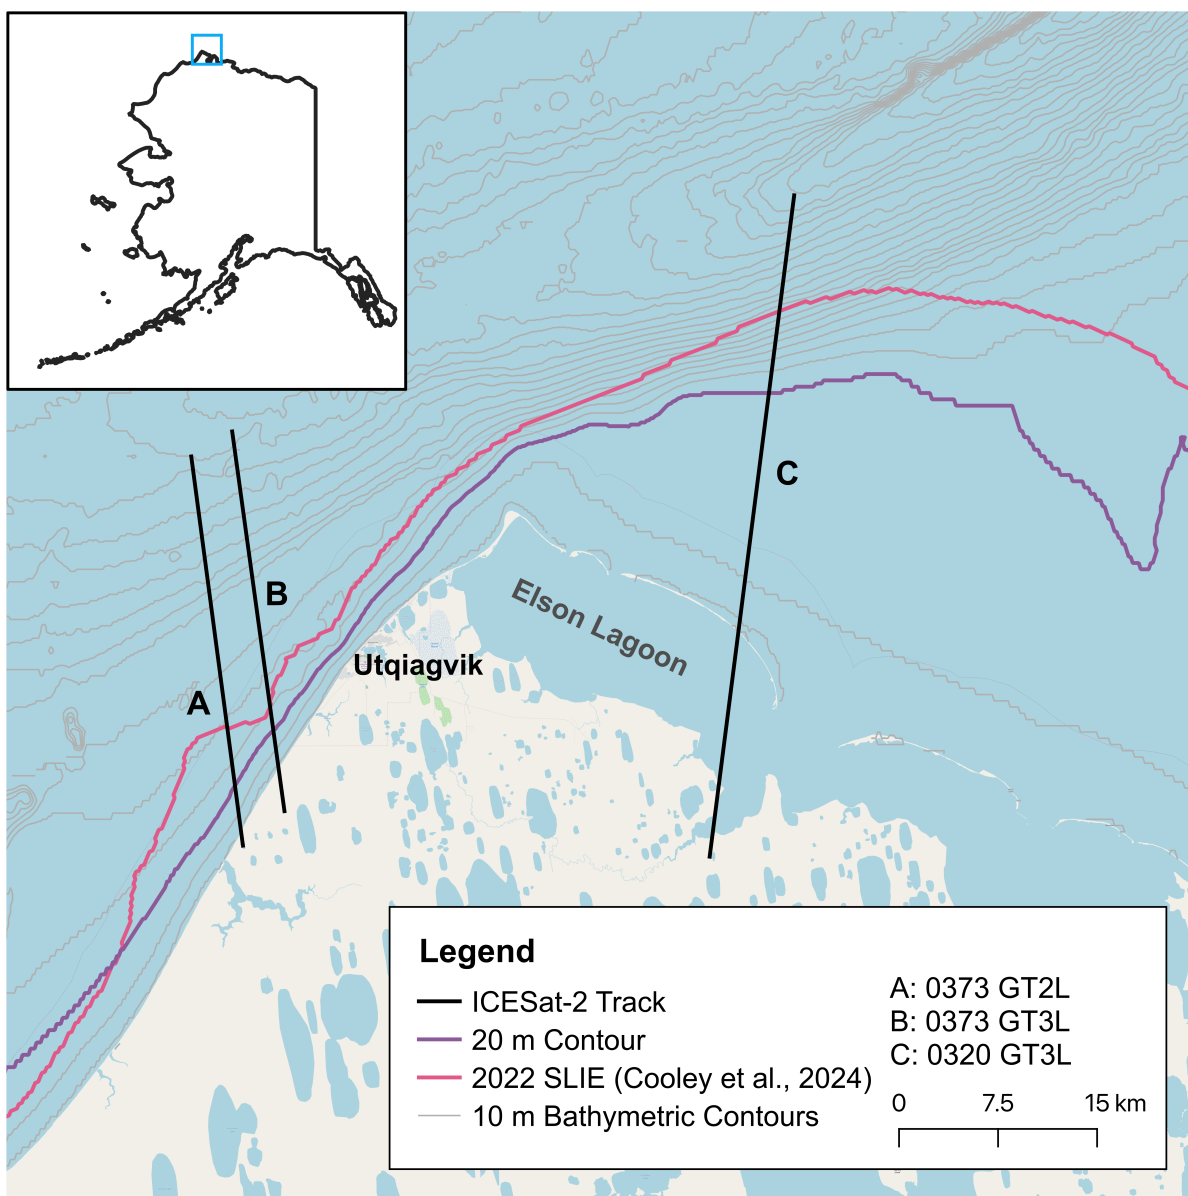 C
B
Elson Lagoon
Utqiagvik
A
Legend
ICESat-2 Track
20 m Contour
2022 SLIE (Cooley et al., 2024)
10 m Bathymetric Contours
A: 0373 GT2L
B: 0373 GT3L
C: 0320 GT3L
0 7.5 15 km